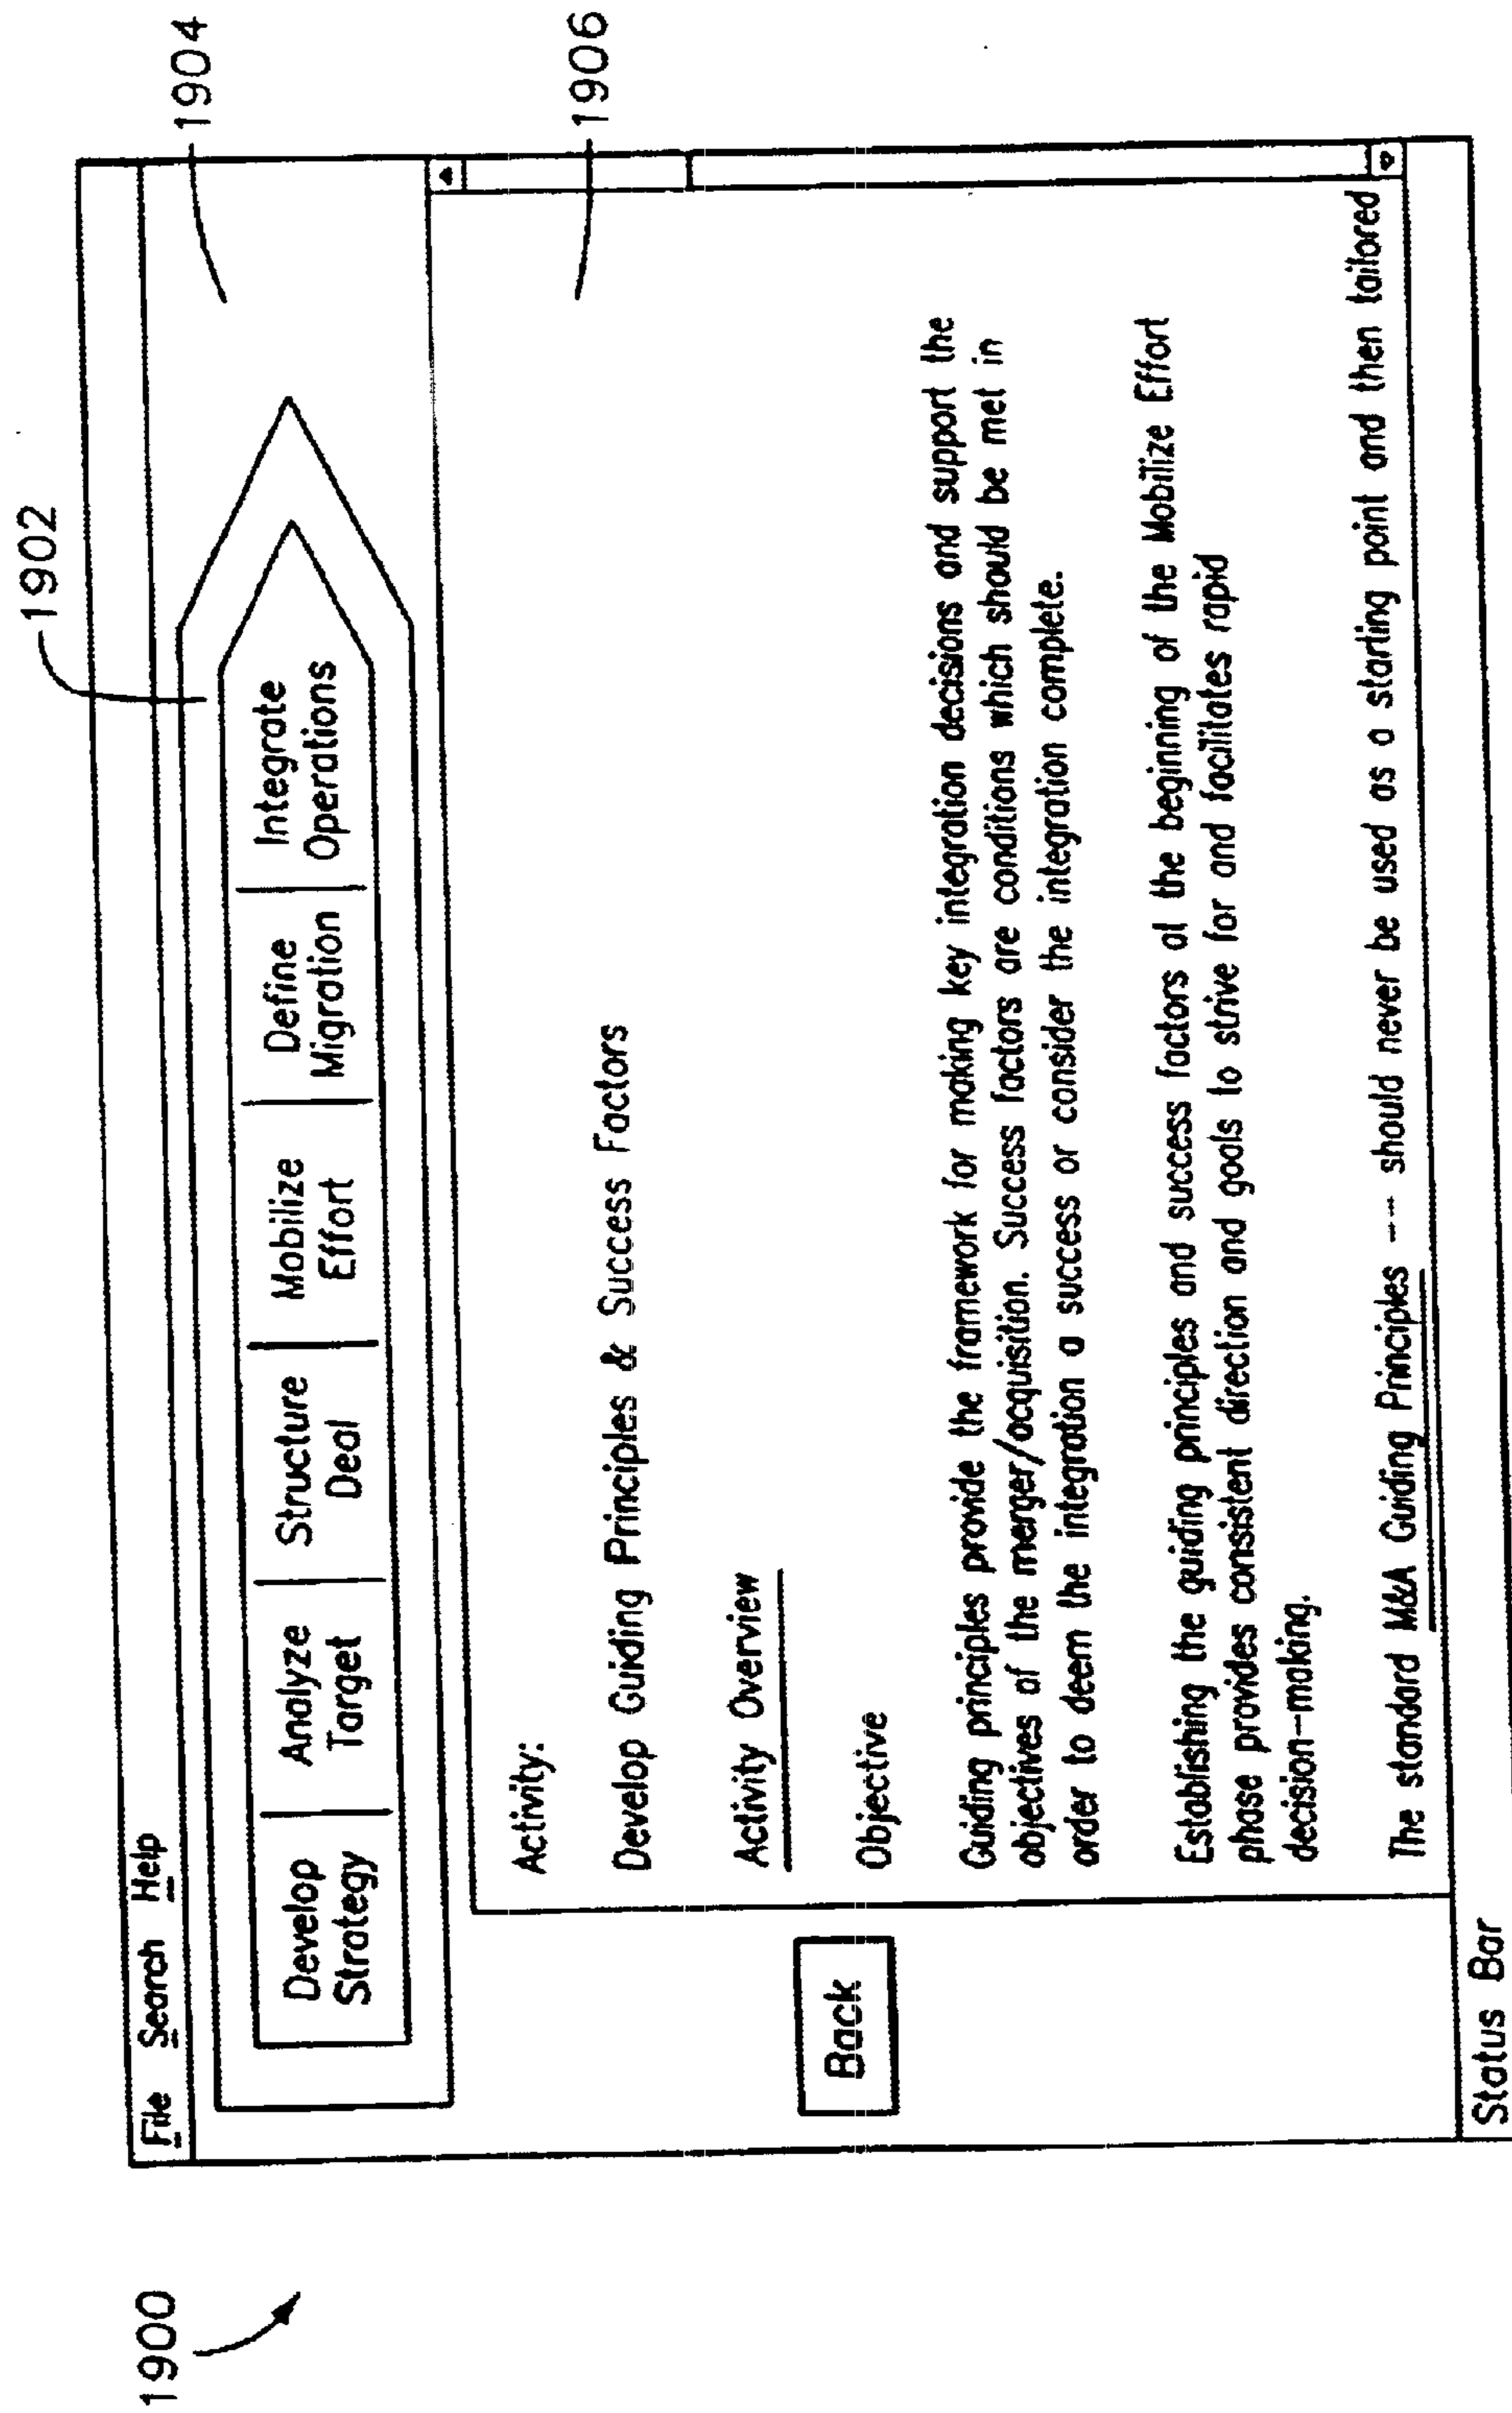 1900
1902
1904
1906
File Search Help
Develop Strategy
Analyze Target
Structure Deal
Mobilize Effort
Define Migration
Integrate Operations
Back
Activity:
Develop Guiding Principles & Success Factors
Activity Overview
Objective
Guiding principles provide the framework for making key integration decisions and support the
objectives of the merger/acquisition. Success factors are conditions which should be met in
order to deem the integration a success or consider the integration complete.
Establishing the guiding principles and success factors at the beginning of the Mobilize Effort
phase provides consistent direction and goals to strive for and facilitates rapid
decision-making.
The standard M&A Guiding Principles -- should never be used as a starting point and then tailored
Status Bar